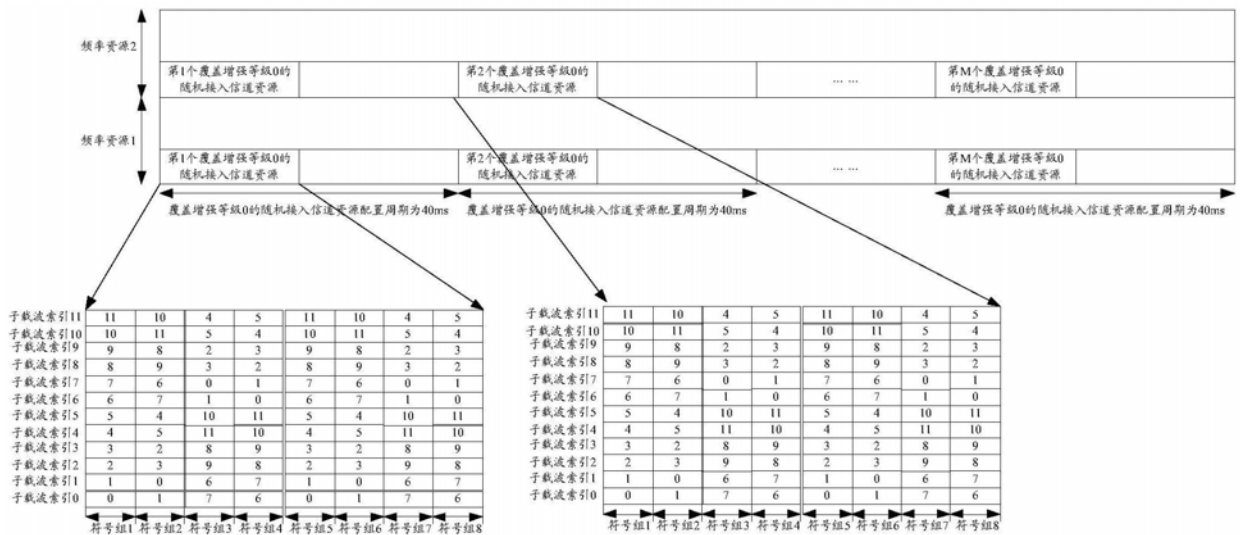 频率资源2
第1个覆盖增强等级0的
随机接入信道资源
第2个覆盖增强等级0的
随机接入信道资源
... ...
第M个覆盖增强等级0
的随机接入信道资源
频率资源1
第1个覆盖增强等级0的
随机接入信道资源
第2个覆盖增强等级0的
随机接入信道资源
... ...
第M个覆盖增强等级0
的随机接入信道资源
覆盖增强等级0的随机接入信道资源配置周期为40ms
覆盖增强等级0的随机接入信道资源配置周期为40ms
覆盖增强等级0的随机接入信道资源配置周期为40ms
子载波索引11 11 10 4 5 11 10 4 5
子载波索引10 10 11 5 4 10 11 5 4
子载波索引9 9 8 2 3 9 8 2 3
子载波索引8 8 9 3 2 8 9 3 2
子载波索引7 7 6 0 1 7 6 0 1
子载波索引6 6 7 1 0 6 7 1 0
子载波索引5 5 4 10 11 5 4 10 11
子载波索引4 4 5 11 10 4 5 11 10
子载波索引3 3 2 8 9 3 2 8 9
子载波索引2 2 3 9 8 2 3 9 8
子载波索引1 1 0 6 7 1 0 6 7
子载波索引0 0 1 7 6 0 1 7 6
符号组1 符号组2 符号组3 符号组4 符号组5 符号组6 符号组7 符号组8
子载波索引11 11 10 4 5 11 10 4 5
子载波索引10 10 11 5 4 10 11 5 4
子载波索引9 9 8 2 3 9 8 2 3
子载波索引8 8 9 3 2 8 9 3 2
子载波索引7 7 6 0 1 7 6 0 1
子载波索引6 6 7 1 0 6 7 1 0
子载波索引5 5 4 10 11 5 4 10 11
子载波索引4 4 5 11 10 4 5 11 10
子载波索引3 3 2 8 9 3 2 8 9
子载波索引2 2 3 9 8 2 3 9 8
子载波索引1 1 0 6 7 1 0 6 7
子载波索引0 0 1 7 6 0 1 7 6
符号组1 符号组2 符号组3 符号组4 符号组5 符号组6 符号组7 符号组8